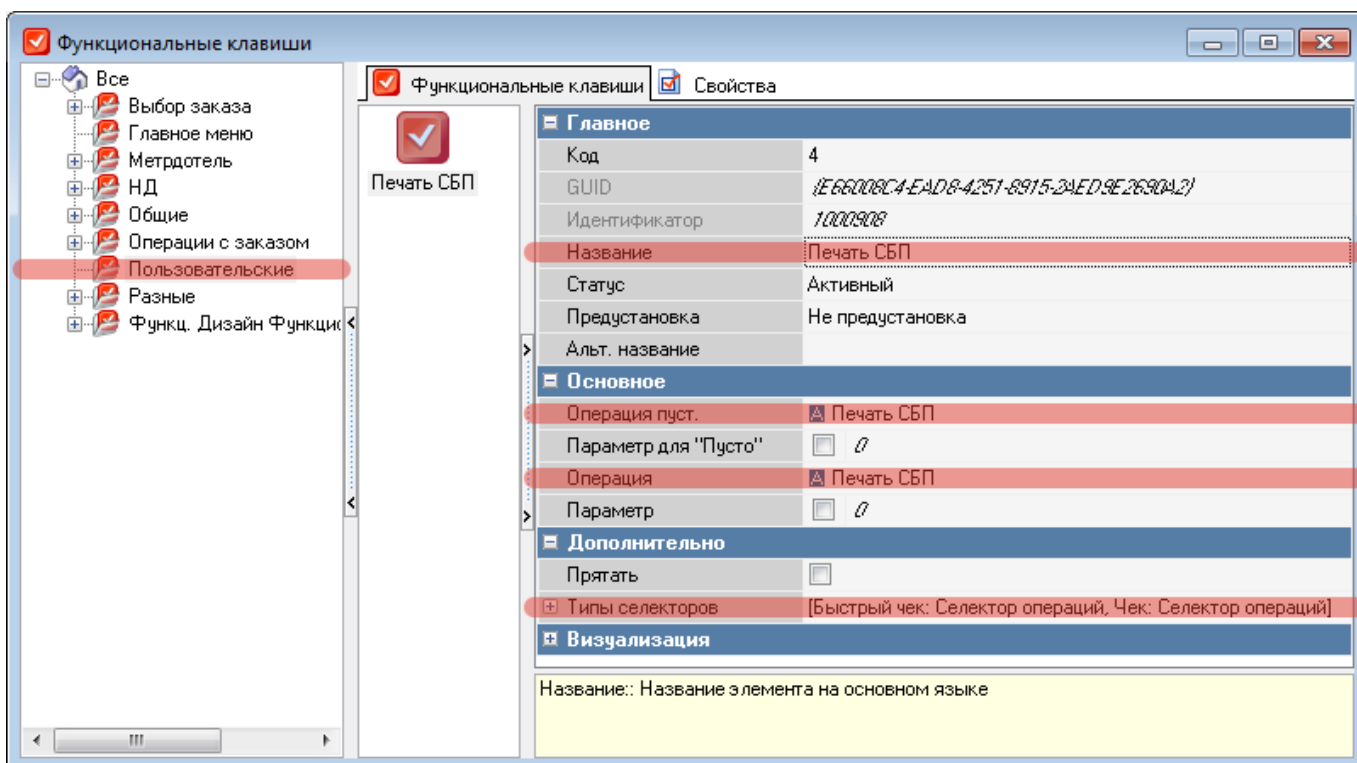 Функциональные клавиши
Все
Выбор заказа
Главное меню
Метрдотель
НД
Общие
Операции с заказом
Пользовательские
Разные
Функц. Дизайн Функцио
Функциональные клавиши
Свойства
Печать СБП
Главное
Код 4
GUID {E66008C4-EAD8-4251-8915-2AED9E2690A2}
Идентификатор 1000908
Название Печать СБП
Статус Активный
Предустановка Не предустановка
Альт. название
Основное
Операция пуст. Печать СБП
Параметр для "Пусто" 0
Операция Печать СБП
Параметр 0
Дополнительно
Прятать
Типы селекторов [Быстрый чек: Селектор операций, Чек: Селектор операций]
Визуализация
Название:: Название элемента на основном языке